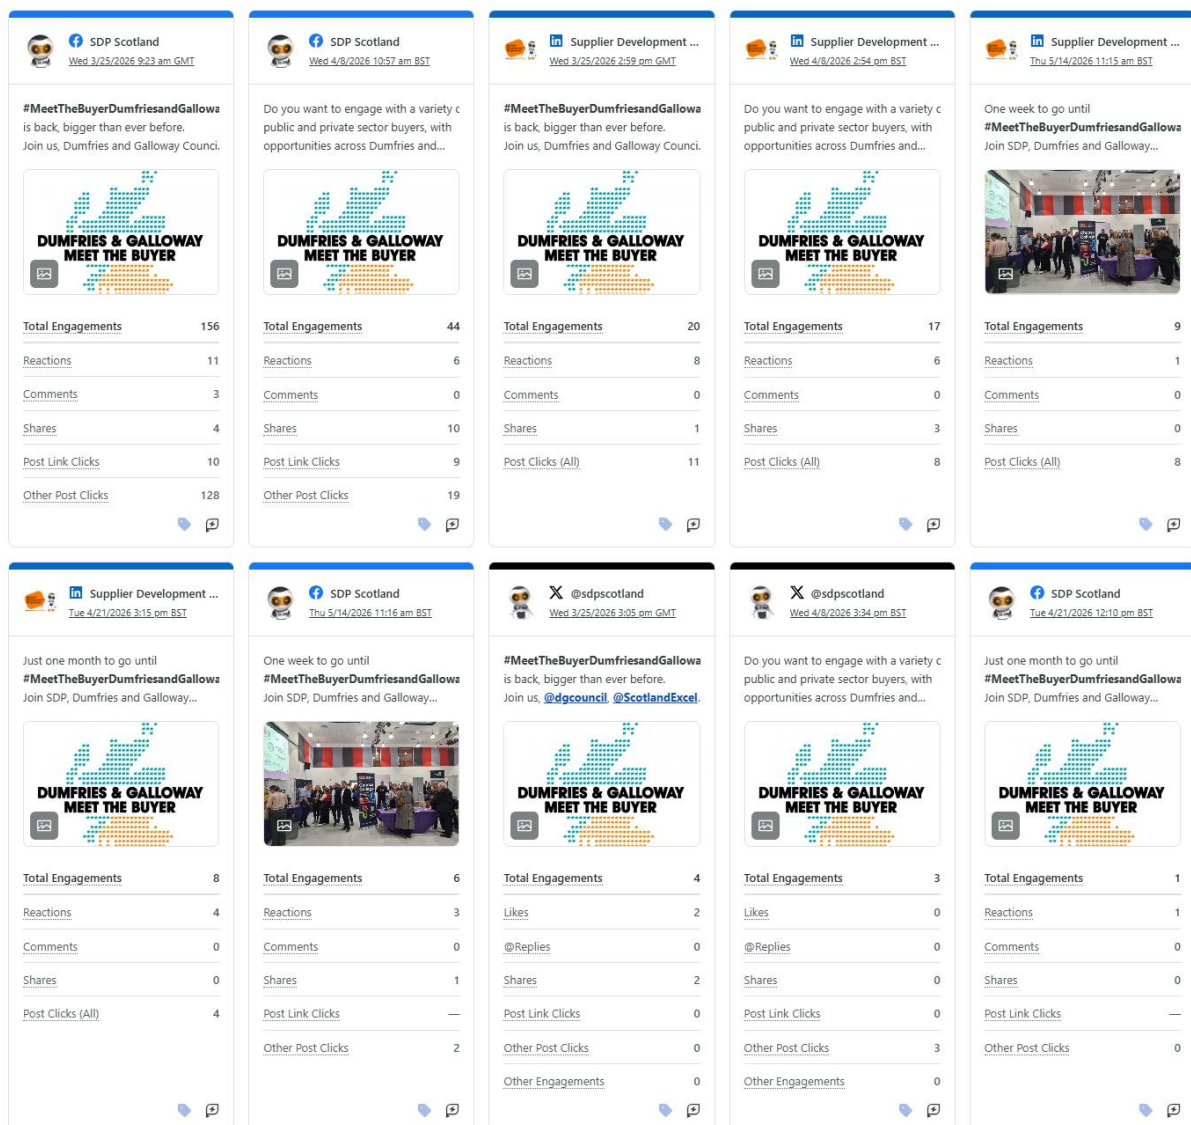 SDP Scotland
Wed 3/25/2026 9:23 am GMT
#MeetTheBuyerDumfriesandGallowa
is back, bigger than ever before.
Join us, Dumfries and Galloway Counci.
DUMFRIES & GALLOWAY
MEET THE BUYER
Total Engagements 156
Reactions 11
Comments 3
Shares 4
Post Link Clicks 10
Other Post Clicks 128
SDP Scotland
Wed 4/8/2026 10:57 am BST
Do you want to engage with a variety c
public and private sector buyers, with
opportunities across Dumfries and...
DUMFRIES & GALLOWAY
MEET THE BUYER
Total Engagements 44
Reactions 6
Comments 0
Shares 10
Post Link Clicks 9
Other Post Clicks 19
Supplier Development ...
Wed 3/25/2026 2:59 pm GMT
#MeetTheBuyerDumfriesandGallowa
is back, bigger than ever before.
Join us, Dumfries and Galloway Counci.
DUMFRIES & GALLOWAY
MEET THE BUYER
Total Engagements 20
Reactions 8
Comments 0
Shares 1
Post Clicks (All) 11
Supplier Development ...
Wed 4/8/2026 2:54 pm BST
Do you want to engage with a variety c
public and private sector buyers, with
opportunities across Dumfries and...
DUMFRIES & GALLOWAY
MEET THE BUYER
Total Engagements 17
Reactions 6
Comments 0
Shares 3
Post Clicks (All) 8
Supplier Development ...
Thu 5/14/2026 11:15 am BST
One week to go until
#MeetTheBuyerDumfriesandGallowa
Join SDP, Dumfries and Galloway...
Total Engagements 9
Reactions 1
Comments 0
Shares 0
Post Clicks (All) 8
Supplier Development ...
Tue 4/21/2026 3:15 pm BST
Just one month to go until
#MeetTheBuyerDumfriesandGallowa
Join SDP, Dumfries and Galloway...
DUMFRIES & GALLOWAY
MEET THE BUYER
Total Engagements 8
Reactions 4
Comments 0
Shares 0
Post Clicks (All) 4
SDP Scotland
Thu 5/14/2026 11:16 am BST
One week to go until
#MeetTheBuyerDumfriesandGallowa
Join SDP, Dumfries and Galloway...
Total Engagements 6
Reactions 3
Comments 0
Shares 1
Post Link Clicks —
Other Post Clicks 2
@sdpscotland
Wed 3/25/2026 3:05 pm GMT
#MeetTheBuyerDumfriesandGallowa
is back, bigger than ever before.
Join us, @dgcouncil, @ScotlandExcel.
DUMFRIES & GALLOWAY
MEET THE BUYER
Total Engagements 4
Likes 2
@Replies 0
Shares 2
Post Link Clicks 0
Other Post Clicks 0
Other Engagements 0
@sdpscotland
Wed 4/8/2026 3:34 pm BST
Do you want to engage with a variety c
public and private sector buyers, with
opportunities across Dumfries and...
DUMFRIES & GALLOWAY
MEET THE BUYER
Total Engagements 3
Likes 0
@Replies 0
Shares 0
Post Link Clicks 0
Other Post Clicks 3
Other Engagements 0
SDP Scotland
Tue 4/21/2026 12:10 pm BST
Just one month to go until
#MeetTheBuyerDumfriesandGallowa
Join SDP, Dumfries and Galloway...
DUMFRIES & GALLOWAY
MEET THE BUYER
Total Engagements 1
Reactions 1
Comments 0
Shares 0
Post Link Clicks —
Other Post Clicks 0